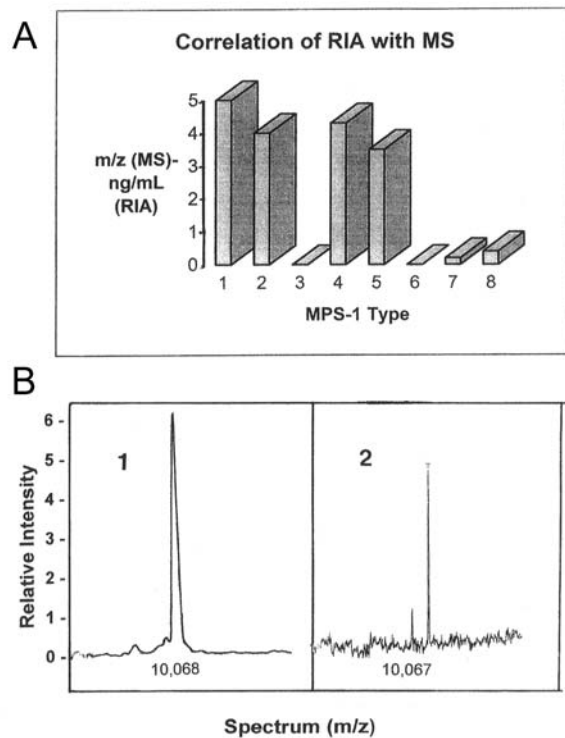 A
Correlation of RIA with MS
m/z (MS)-
ng/mL
(RIA)
5
4
3
2
1
0
1 2 3 4 5 6 7 8
MPS-1 Type
B
Relative Intensity
6 -
5 -
4 -
3 -
2 -
1 -
0 -
1
2
10,068
10,067
Spectrum (m/z)